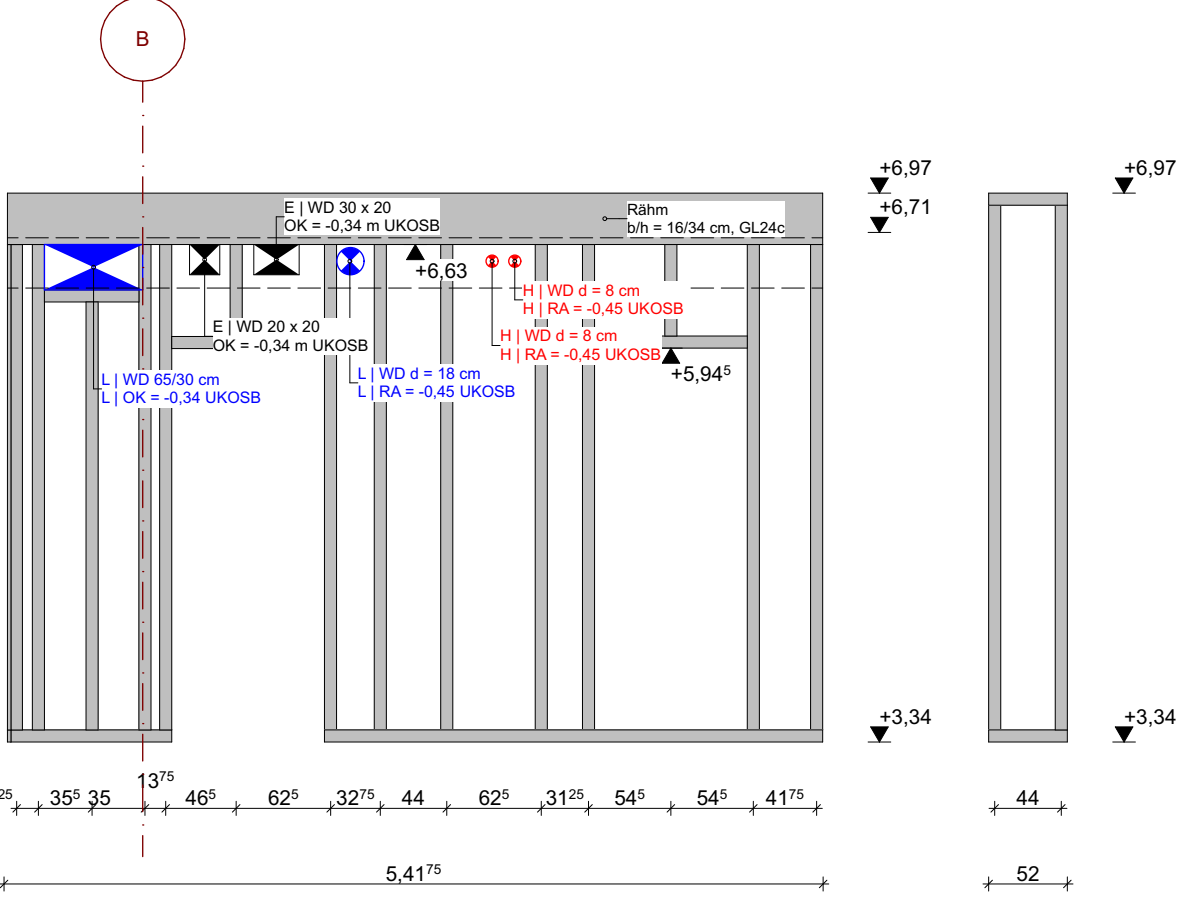 B
+6,97
+6,97
E | WD 30 x 20
OK = -0,34 m UKOSB
Rähm
b/h = 16/34 cm, GL24c
+6,71
+6,63
H | WD d = 8 cm
H | RA = -0,45 UKOSB
E | WD 20 x 20
OK = -0,34 m UKOSB
H | WD d = 8 cm
H | RA = -0,45 UKOSB
L | WD 65/30 cm
L | OK = -0,34 UKOSB
L | WD d = 18 cm
L | RA = -0,45 UKOSB
+5,94⁵
+3,34
+3,34
13⁷⁵
²⁵ 35⁵ 35 46⁵ 62⁵ 32⁷⁵ 44 62⁵ 31²⁵ 54⁵ 54⁵ 41⁷⁵ 44
5,41⁷⁵ 52